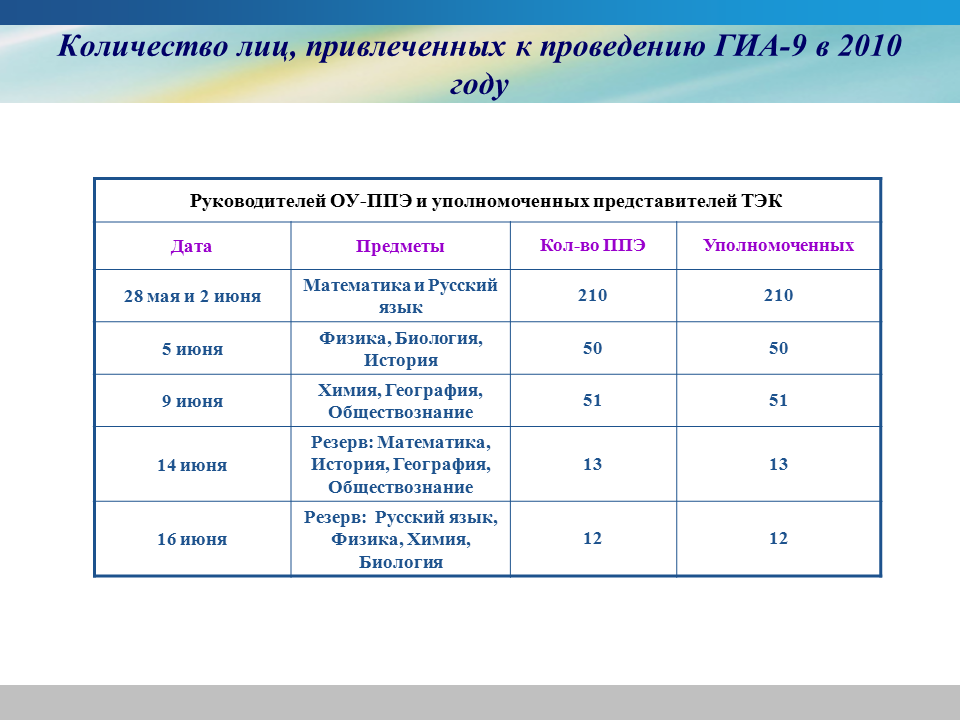 Количество лиц, привлеченных к проведению ГИА-9 в 2010
году
Руководителей ОУ-ППЭ и уполномоченных представителей ТЭК
Дата
Предметы
Кол-во ППЭ
Уполномоченных
28 мая и 2 июня
Математика и Русский
язык
210
210
5 июня
Физика, Биология,
История
50
50
9 июня
Химия, География,
Обществознание
51
51
14 июня
Резерв: Математика,
История, География,
Обществознание
13
13
16 июня
Резерв: Русский язык,
Физика, Химия,
Биология
12
12